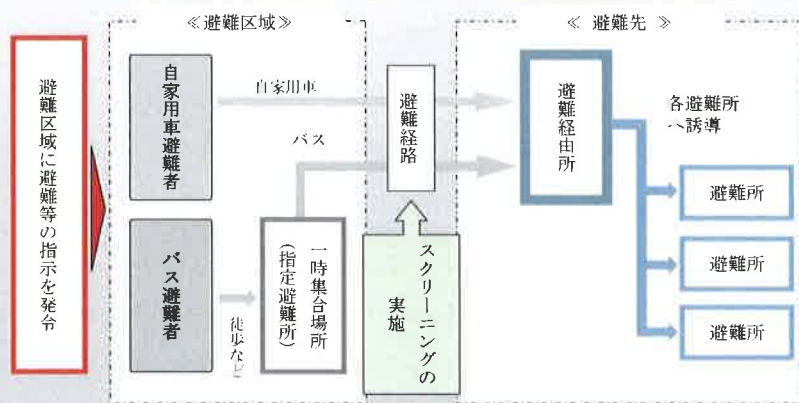 ≪避難区域≫
≪ 避難先 ≫
避難区域に避難等の指示を発令
自家用車避難者
自家用車
避難経路
避難経由所
各避難所
へ誘導
バス
避難所
避難所
避難所
バス避難者
徒歩など
一時集合場所
(指定避難所)
スクリーニングの
実施